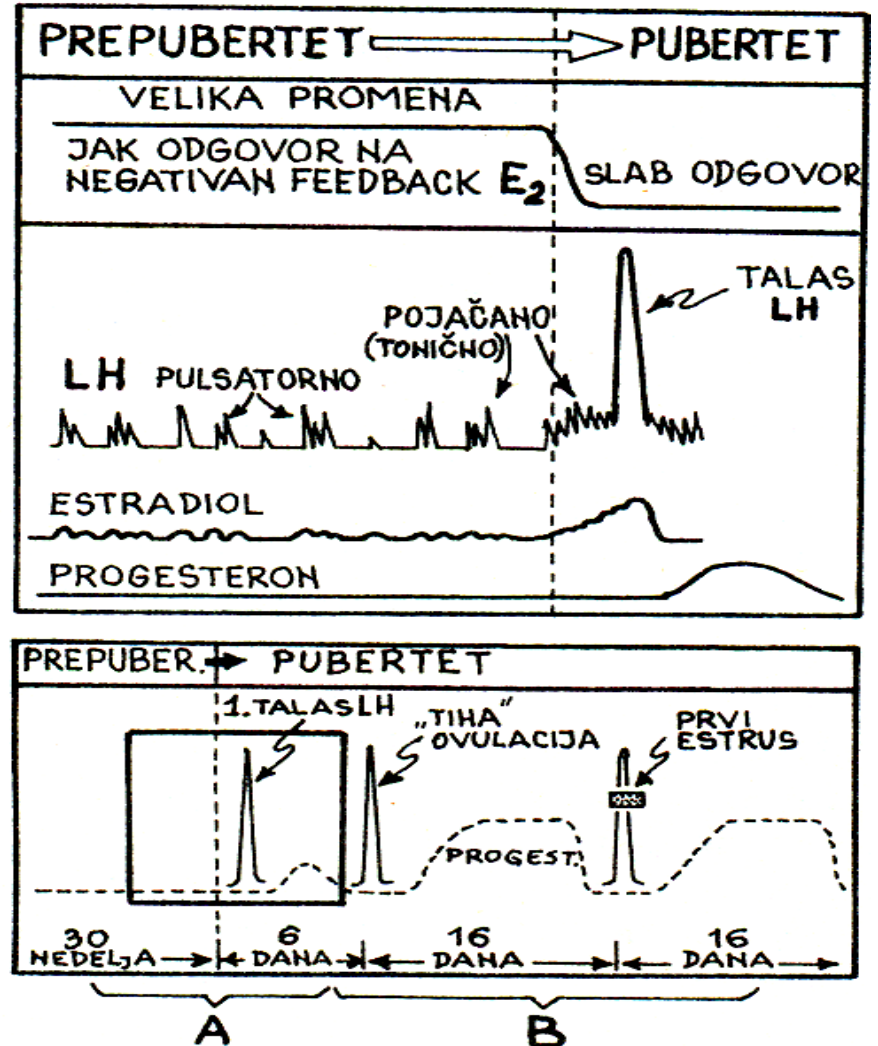 PREPUBERTET PUBERTET
VELIKA PROMENA
JAK ODGOVOR NA
NEGATIVAN FEEDBACK E₂
SLAB ODGOVOR
TALAS
LH
POJAČANO
(TONIČNO)
LH PULSATORNO
ESTRADIOL
PROGESTERON
PREPUBER. PUBERTET
1. TALAS LH
„TIHA”
OVULACIJA
PRVI
ESTRUS
PROGEST.
30
NEDELJA
6
DANA
16
DANA
16
DANA
A B